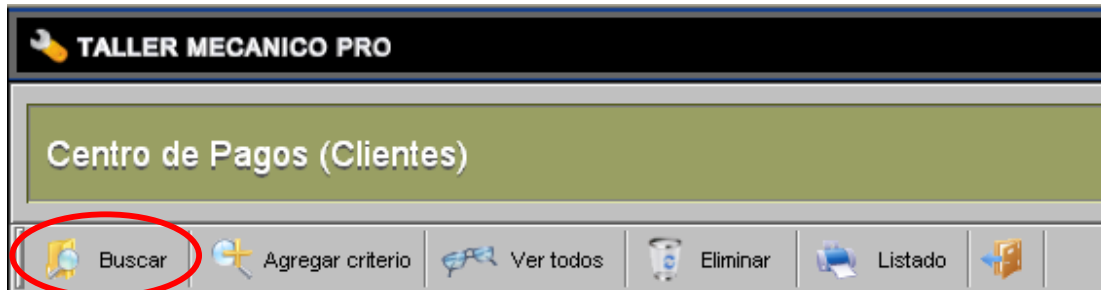 TALLER MECANICO PRO
Centro de Pagos (Clientes)
Buscar Agregar criterio Ver todos Eliminar Listado